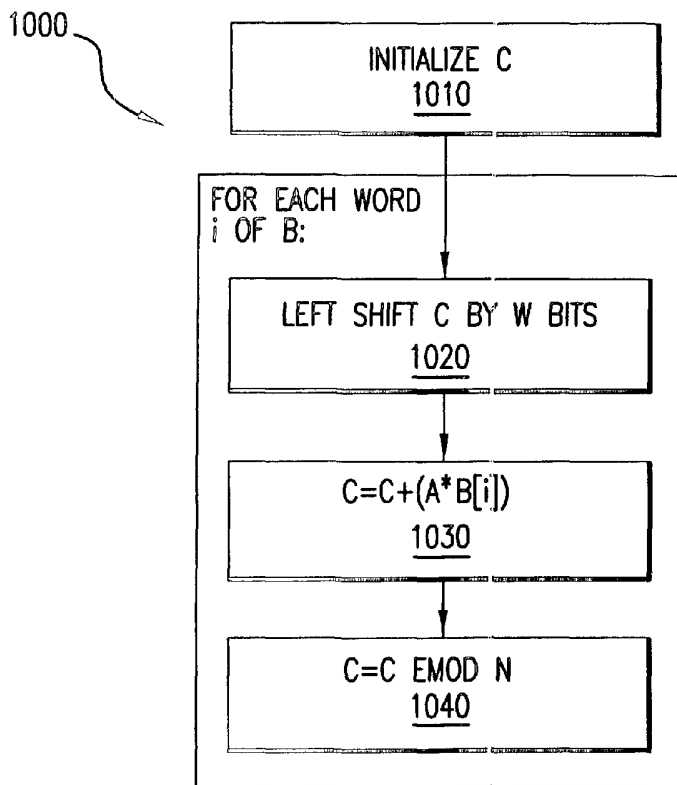 1000
INITIALIZE C
1010
FOR EACH WORD
i OF B:
LEFT SHIFT C BY W BITS
1020
C=C+(A*B[i])
1030
C=C EMOD N
1040